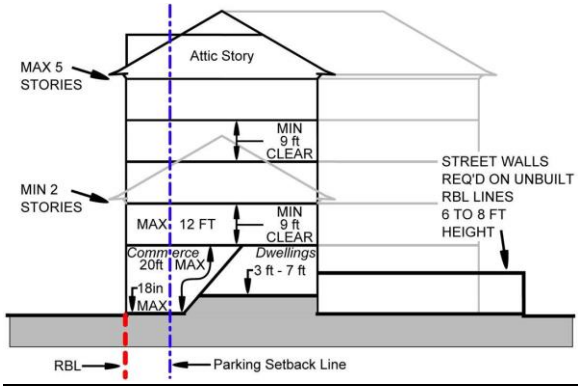 Attic Story
MAX 5
STORIES
MIN
9 ft
CLEAR
STREET WALLS
REQ'D ON UNBUILT
RBL LINES
6 TO 8 FT
HEIGHT
MIN 2
STORIES
MAX 12 FT
MIN
9 ft
CLEAR
Commerce
20ft MAX
Dwellings
3 ft - 7 ft
18in
MAX
RBL
Parking Setback Line